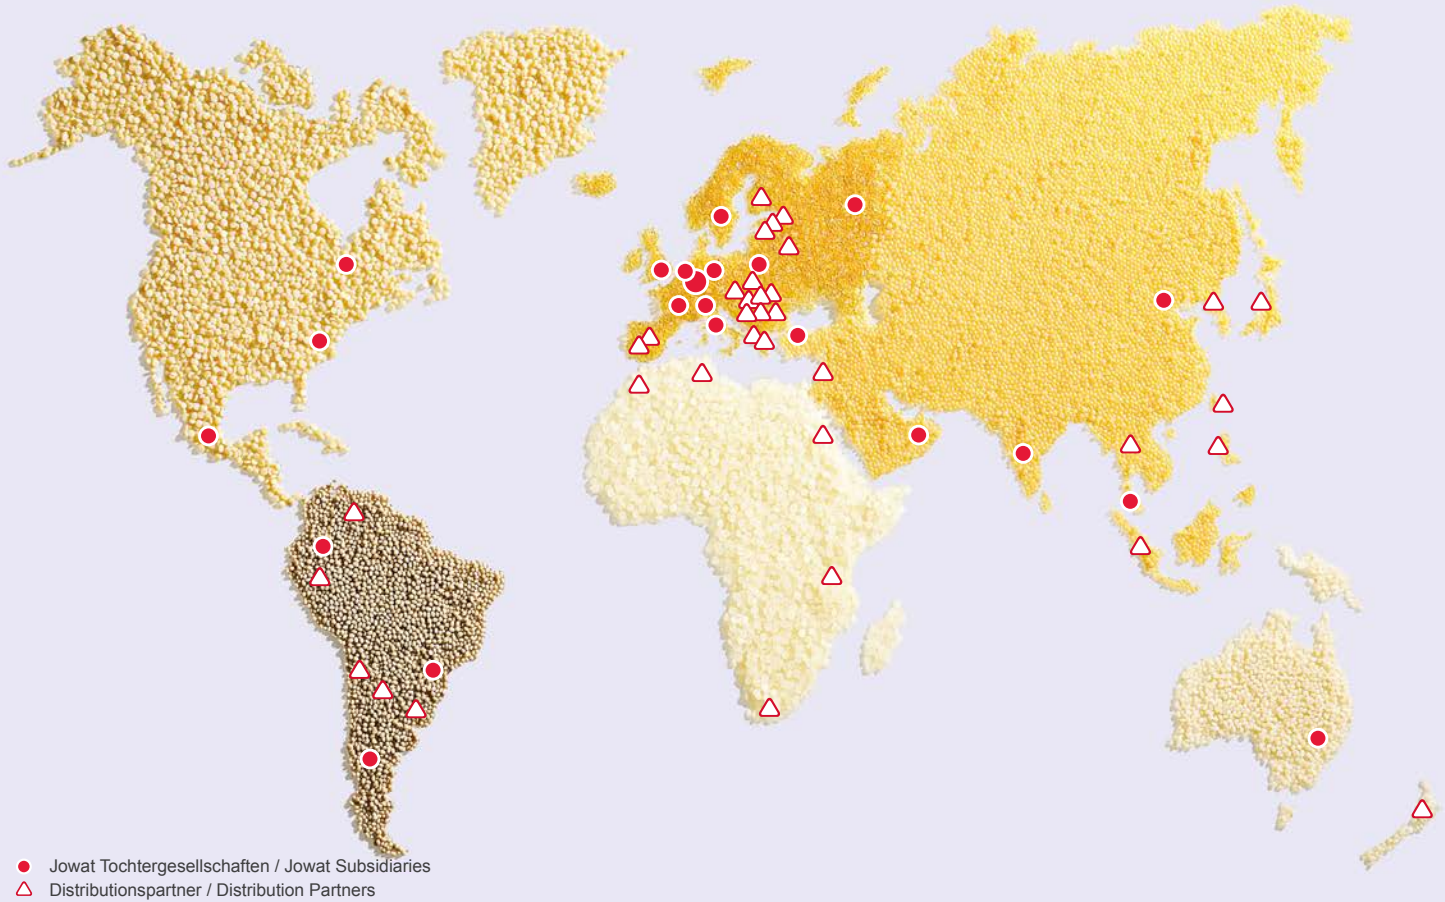 Jowat Tochtergesellschaften / Jowat Subsidiaries
Distributionspartner / Distribution Partners